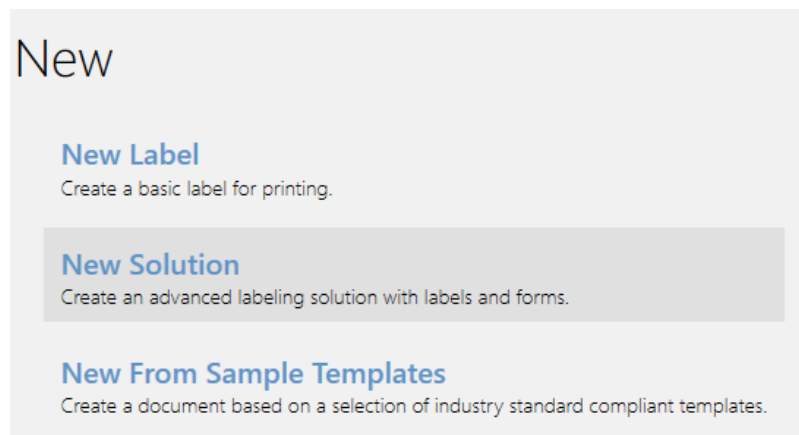 New
New Label
Create a basic label for printing.
New Solution
Create an advanced labeling solution with labels and forms.
New From Sample Templates
Create a document based on a selection of industry standard compliant templates.